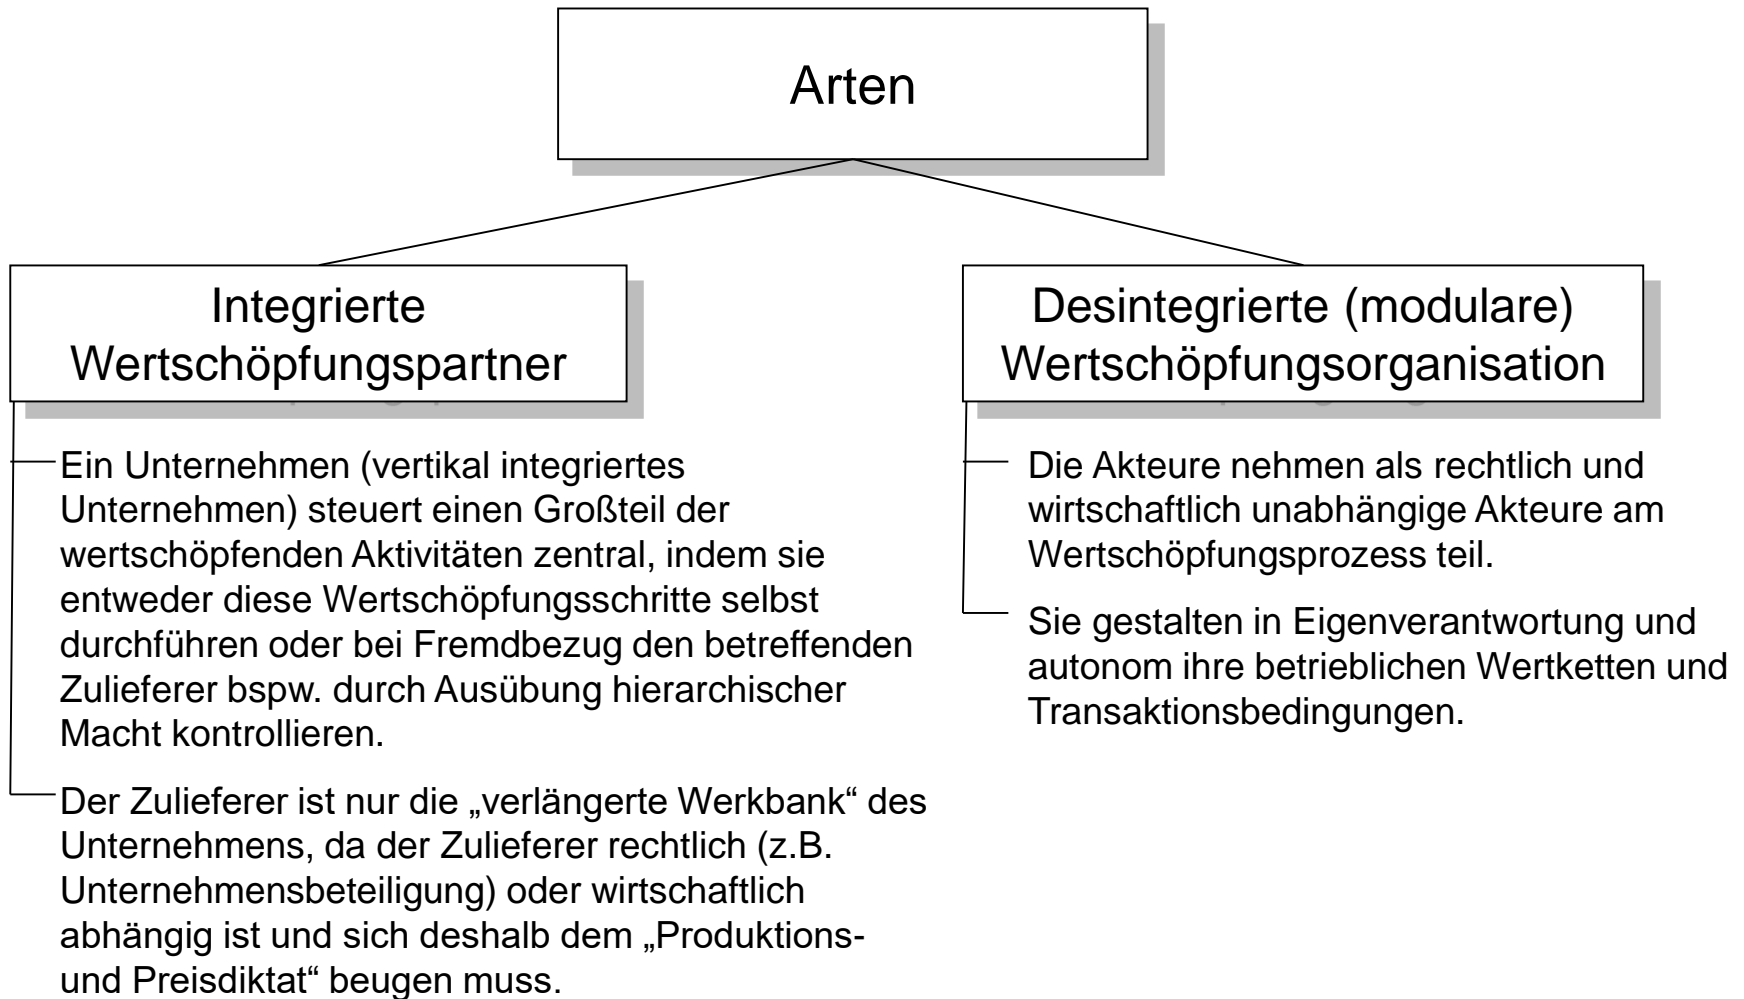 Arten
Integrierte
Wertschöpfungspartner
Ein Unternehmen (vertikal integriertes
Unternehmen) steuert einen Großteil der
wertschöpfenden Aktivitäten zentral, indem sie
entweder diese Wertschöpfungsschritte selbst
durchführen oder bei Fremdbezug den betreffenden
Zulieferer bspw. durch Ausübung hierarchischer
Macht kontrollieren.
Der Zulieferer ist nur die „verlängerte Werkbank“ des
Unternehmens, da der Zulieferer rechtlich (z.B.
Unternehmensbeteiligung) oder wirtschaftlich
abhängig ist und sich deshalb dem „Produktions-
und Preisdiktat“ beugen muss.
Desintegrierte (modulare)
Wertschöpfungsorganisation
Die Akteure nehmen als rechtlich und
wirtschaftlich unabhängige Akteure am
Wertschöpfungsprozess teil.
Sie gestalten in Eigenverantwortung und
autonom ihre betrieblichen Wertketten und
Transaktionsbedingungen.